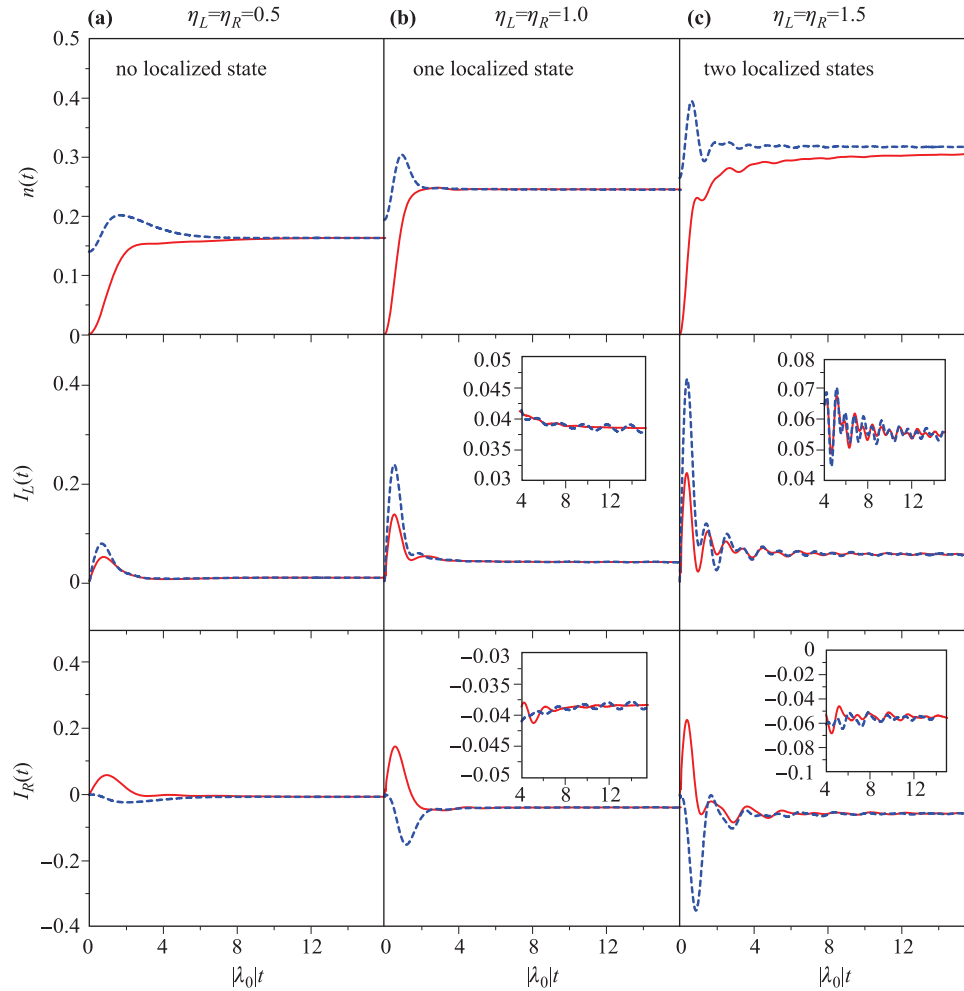 (a) η_L=η_R=0.5 (b) η_L=η_R=1.0 (c) η_L=η_R=1.5
0.5
no localized state one localized state two localized states
0.4
0.3
n(t)
0.2
0.1
0
0.05 0.08
0.4 0.045 0.07
0.04 0.06
0.035 0.05
0.03 0.04
4 8 12 4 8 12
I_L(t)
0.2
0
−0.03 0
0.4 −0.035 −0.02
−0.04 −0.04
−0.06
−0.045 −0.08
−0.05 −0.1
4 8 12 4 8 12
0.2
I_R(t)
0
−0.2
−0.4
0 4 8 12 0 4 8 12 0 4 8 12
|λ_0|t |λ_0|t |λ_0|t